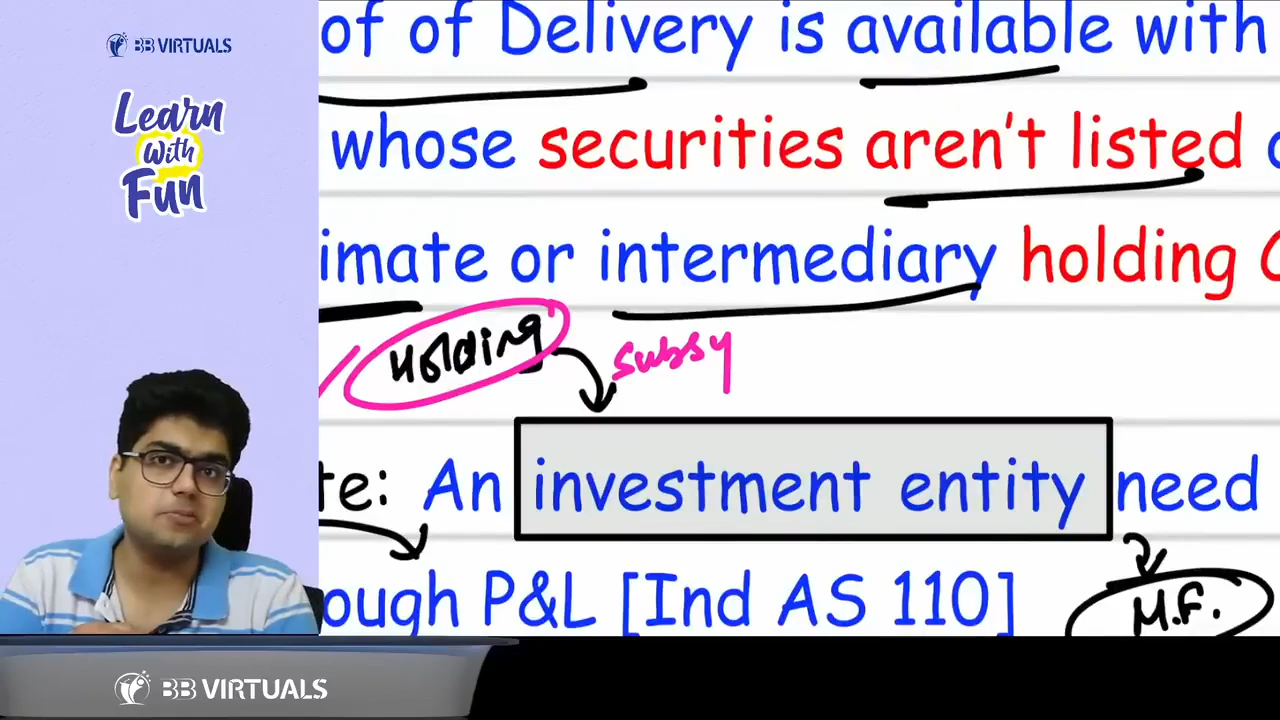 BB VIRTUALS
Learn
With
Fun
of of Delivery is available with
whose securities aren't listed
imate or intermediary holding
Holding
subsy
te: An investment entity need
ough P&L [Ind AS 110]
M.F.
BB VIRTUALS